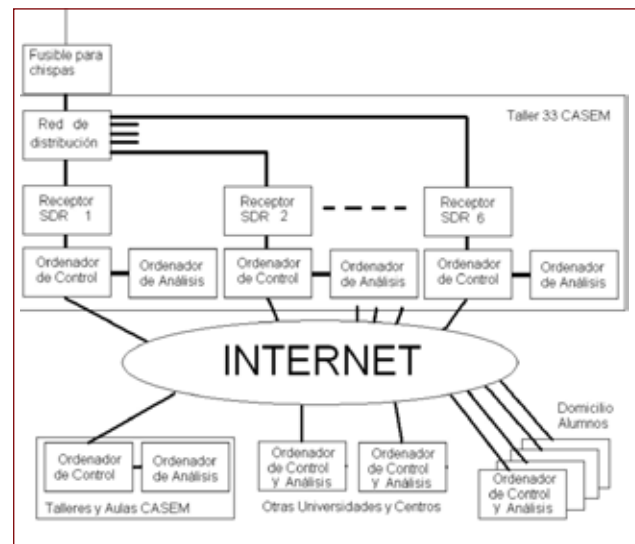 Fusible para
chispas
Taller 33 CASEM
Red de
distribución
Receptor
SDR 1
Receptor
SDR 2
Receptor
SDR 6
Ordenador
de Control
Ordenador
de Análisis
Ordenador
de Control
Ordenador
de Análisis
Ordenador
de Control
Ordenador
de Análisis
INTERNET
Domicilio
Alumnos
Ordenador
de Control
Ordenador
de Análisis
Talleres y Aulas CASEM
Ordenador
de Control
y Análisis
Ordenador
de Control
y Análisis
Otras Universidades y Centros
Ordenador
de Control
y Análisis